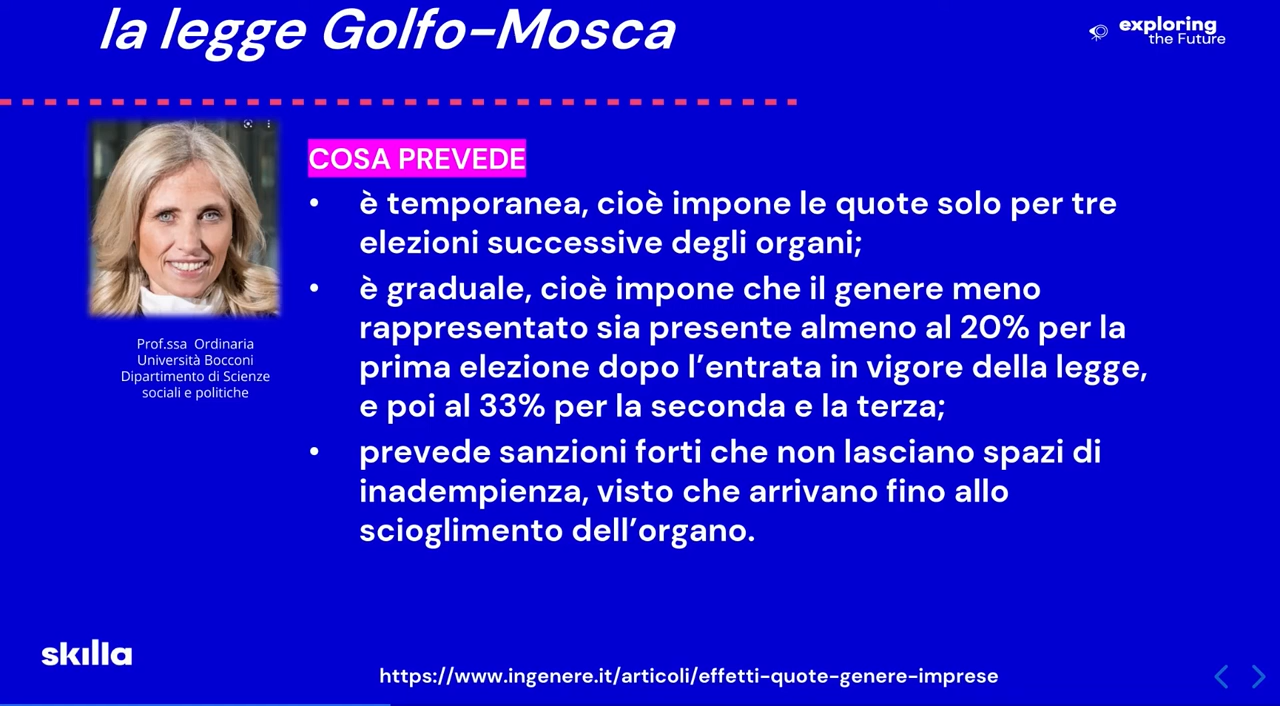 la legge Golfo-Mosca
exploring
the Future
COSA PREVEDE
• è temporanea, cioè impone le quote solo per tre
elezioni successive degli organi;
• è graduale, cioè impone che il genere meno
rappresentato sia presente almeno al 20% per la
prima elezione dopo l’entrata in vigore della legge,
e poi al 33% per la seconda e la terza;
• prevede sanzioni forti che non lasciano spazi di
inadempienza, visto che arrivano fino allo
scioglimento dell’organo.
Prof.ssa Ordinaria
Università Bocconi
Dipartimento di Scienze
sociali e politiche
skilla
https://www.ingenere.it/articoli/effetti-quote-genere-imprese